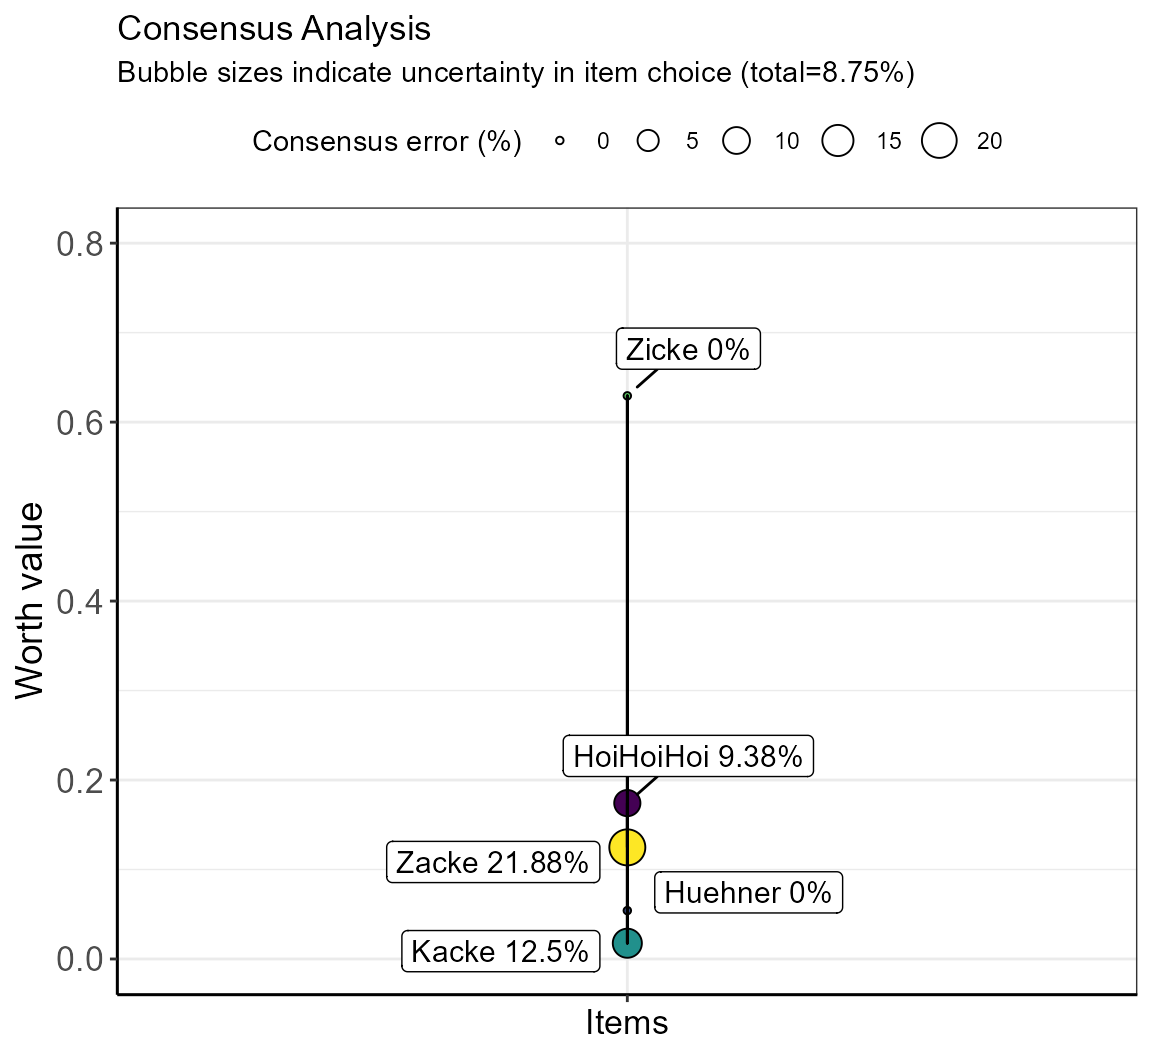 Consensus Analysis
Bubble sizes indicate uncertainty in item choice (total=8.75%)
Consensus error (%) 0 5 10 15 20
0.8
Zicke 0%
0.6
Worth value
0.4
HoiHoiHoi 9.38%
0.2
Zacke 21.88%
Huehner 0%
Kacke 12.5%
0.0
Items